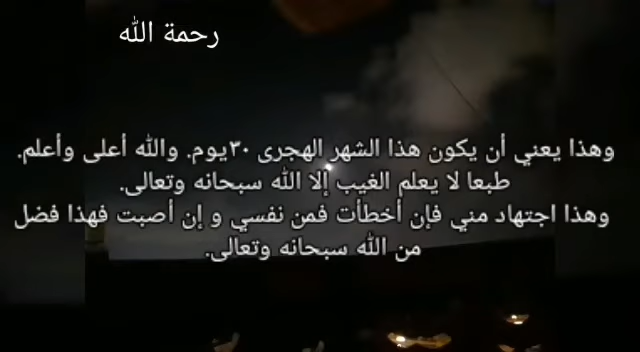 رحمة الله
وهذا يعني أن يكون هذا الشهر الهجرى ٣٠يوم. والله أعلى وأعلم.
طبعا لا يعلم الغيب إلا الله سبحانه وتعالى.
وهذا اجتهاد مني فإن أخطأت فمن نفسي و إن أصبت فهذا فضل
من الله سبحانه وتعالى.